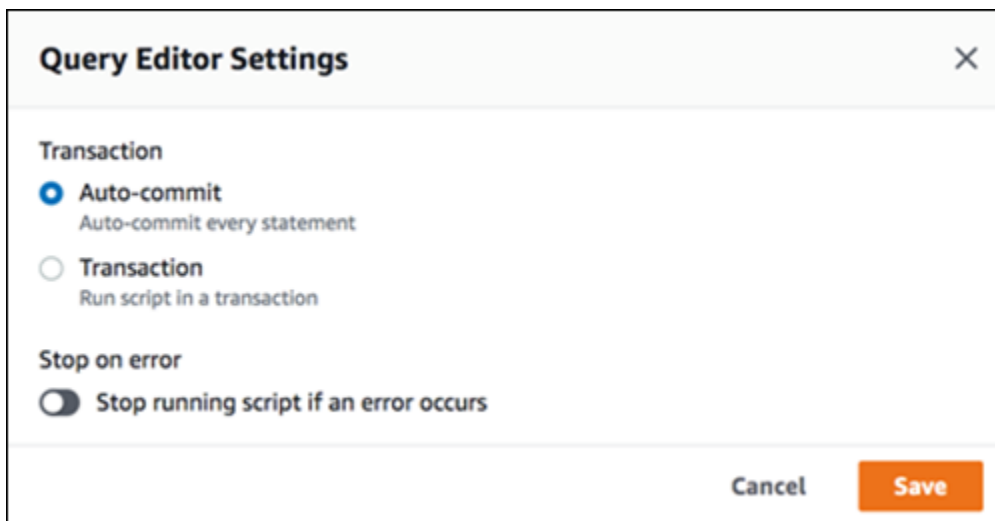 Query Editor Settings
Transaction
Auto-commit
Auto-commit every statement
Transaction
Run script in a transaction
Stop on error
Stop running script if an error occurs
Cancel
Save